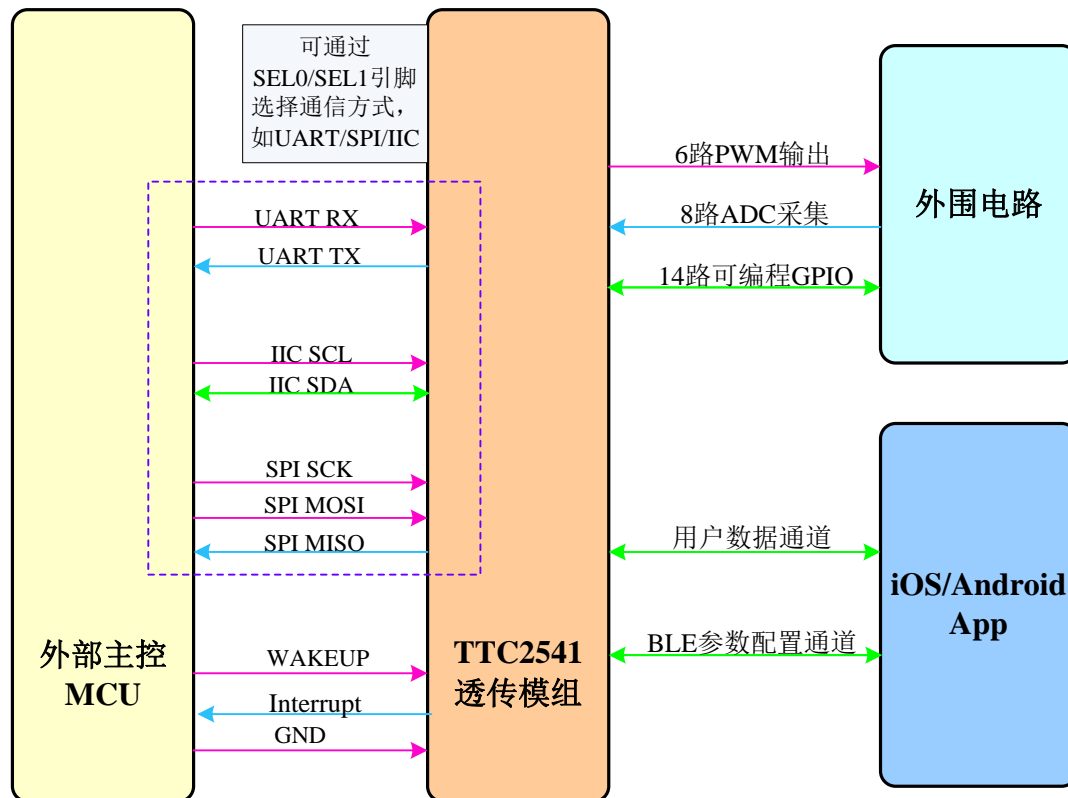 可通过
SEL0/SEL1引脚
选择通信方式，
如UART/SPI/IIC
UART RX
UART TX
IIC SCL
IIC SDA
SPI SCK
SPI MOSI
SPI MISO
WAKEUP
Interrupt
GND
外部主控
MCU
TTC2541
透传模组
6路PWM输出
8路ADC采集
14路可编程GPIO
外围电路
用户数据通道
BLE参数配置通道
iOS/Android
App